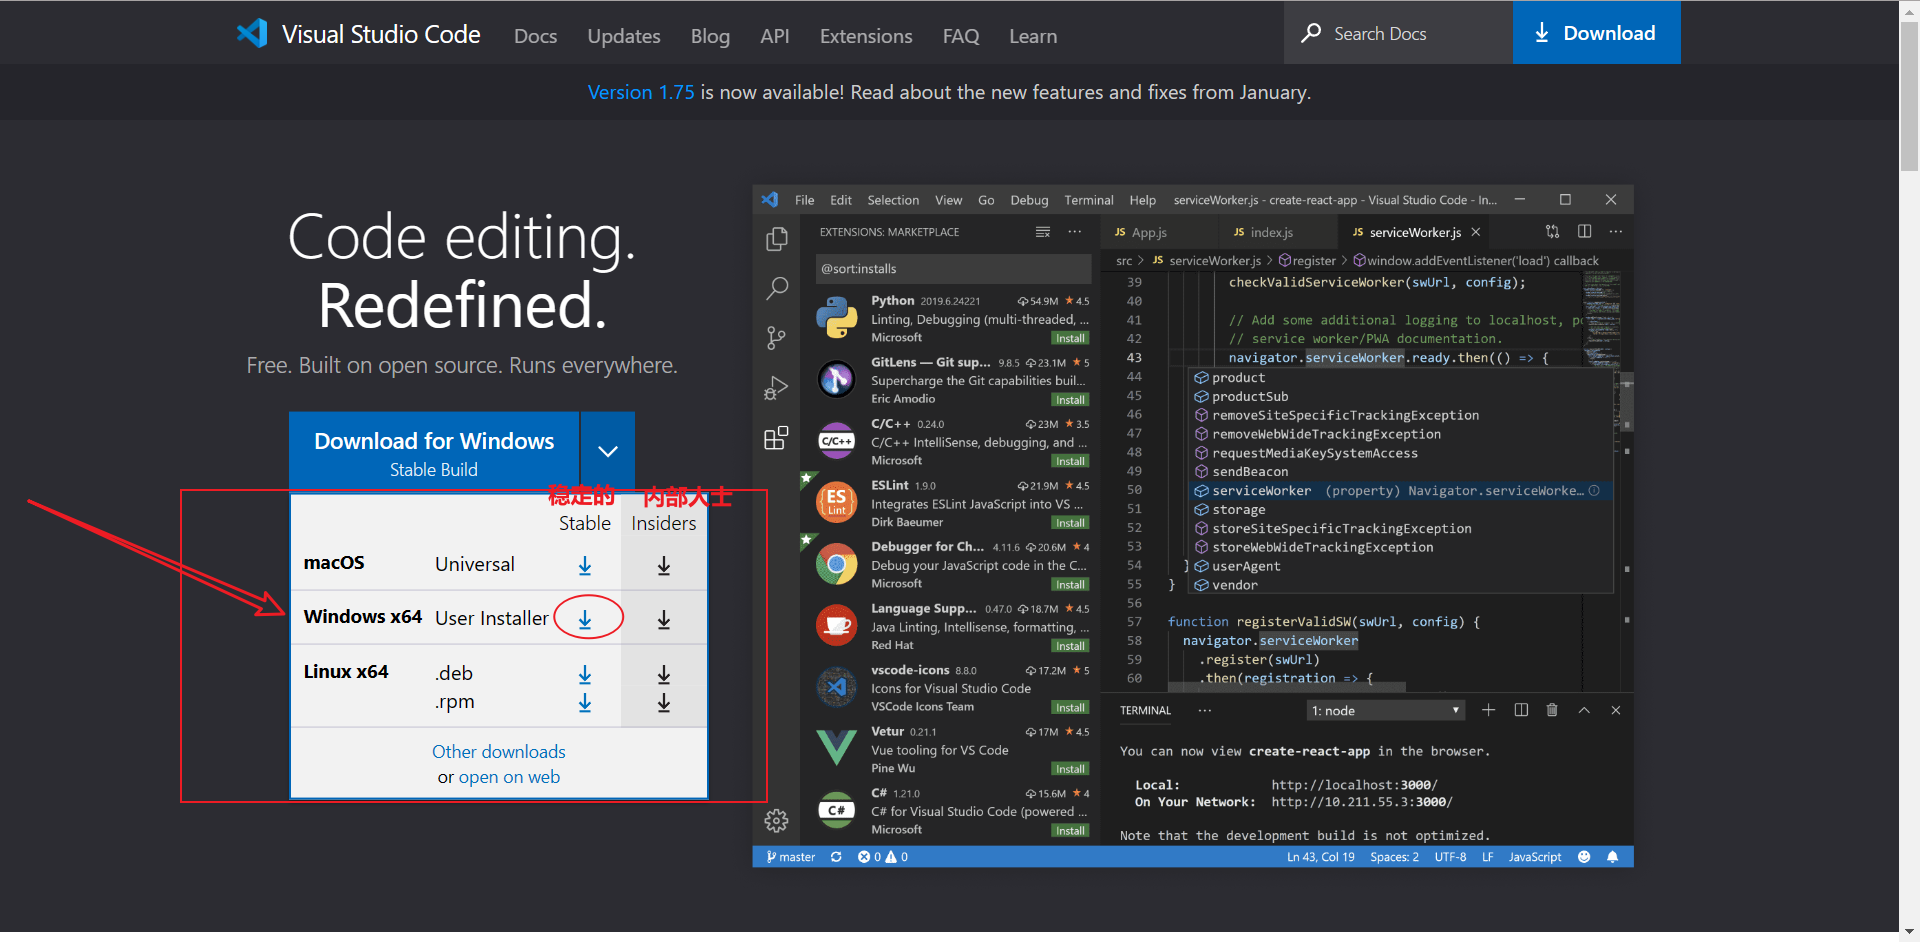 Visual Studio Code Docs Updates Blog API Extensions FAQ Learn Search Docs Download
Version 1.75 is now available! Read about the new features and fixes from January.
Code editing.
Redefined.
Free. Built on open source. Runs everywhere.
Download for Windows
Stable Build
稳定的 内部人士
Stable Insiders
macOS Universal
Windows x64 User Installer
Linux x64 .deb
.rpm
Other downloads
or open on web
File Edit Selection View Go Debug Terminal Help serviceWorker.js - create-react-app - Visual Studio Code - In...
EXTENSIONS: MARKETPLACE
@sort:installs
Python 2019.6.24221 54.9M 4.5
Linting, Debugging (multi-threaded, ...
Microsoft Install
GitLens — Git sup... 9.8.5 23.1M 5
Supercharge the Git capabilities buil...
Eric Amodio Install
C/C++ 0.24.0 23M 3.5
C/C++ C/C++ IntelliSense, debugging, and ...
Microsoft Install
ESLint 1.9.0 21.9M 4.5
ES Lint Integrates ESLint JavaScript into VS ...
Dirk Baeumer Install
Debugger for Ch... 4.11.6 20.6M 4
Debug your JavaScript code in the C...
Microsoft Install
Language Supp... 0.47.0 18.7M 4.5
Java Linting, Intellisense, formatting, ...
Red Hat Install
vscode-icons 8.8.0 17.2M 5
Icons for Visual Studio Code
VSCode Icons Team Install
Vetur 0.21.1 17M 4.5
Vue tooling for VS Code
Pine Wu Install
C# 1.21.0 15.6M 4
C# C# for Visual Studio Code (powered ...
Microsoft Install
JS App.js JS index.js JS serviceWorker.js
src > JS serviceWorker.js > register > window.addEventListener('load') callback
39 checkValidServiceWorker(swUrl, config);
40
41 // Add some additional logging to localhost, p
42 // service worker/PWA documentation.
43 navigator.serviceWorker.ready.then(() => {
44 product
45 productSub
46 removeSiteSpecificTrackingException
47 removeWebWideTrackingException
48 requestMediaKeySystemAccess
49 sendBeacon
50 serviceWorker (property) Navigator.serviceWorke...
51 storage
52 storeSiteSpecificTrackingException
53 storeWebWideTrackingException
54 } userAgent
55 } vendor
56
57 function registerValidSW(swUrl, config) {
58 navigator.serviceWorker
59 .register(swUrl)
60 .then(registration => {
TERMINAL ... 1: node
You can now view create-react-app in the browser.
Local: http://localhost:3000/
On Your Network: http://10.211.55.3:3000/
Note that the development build is not optimized.
master 0 0 Ln 43, Col 19 Spaces: 2 UTF-8 LF JavaScript